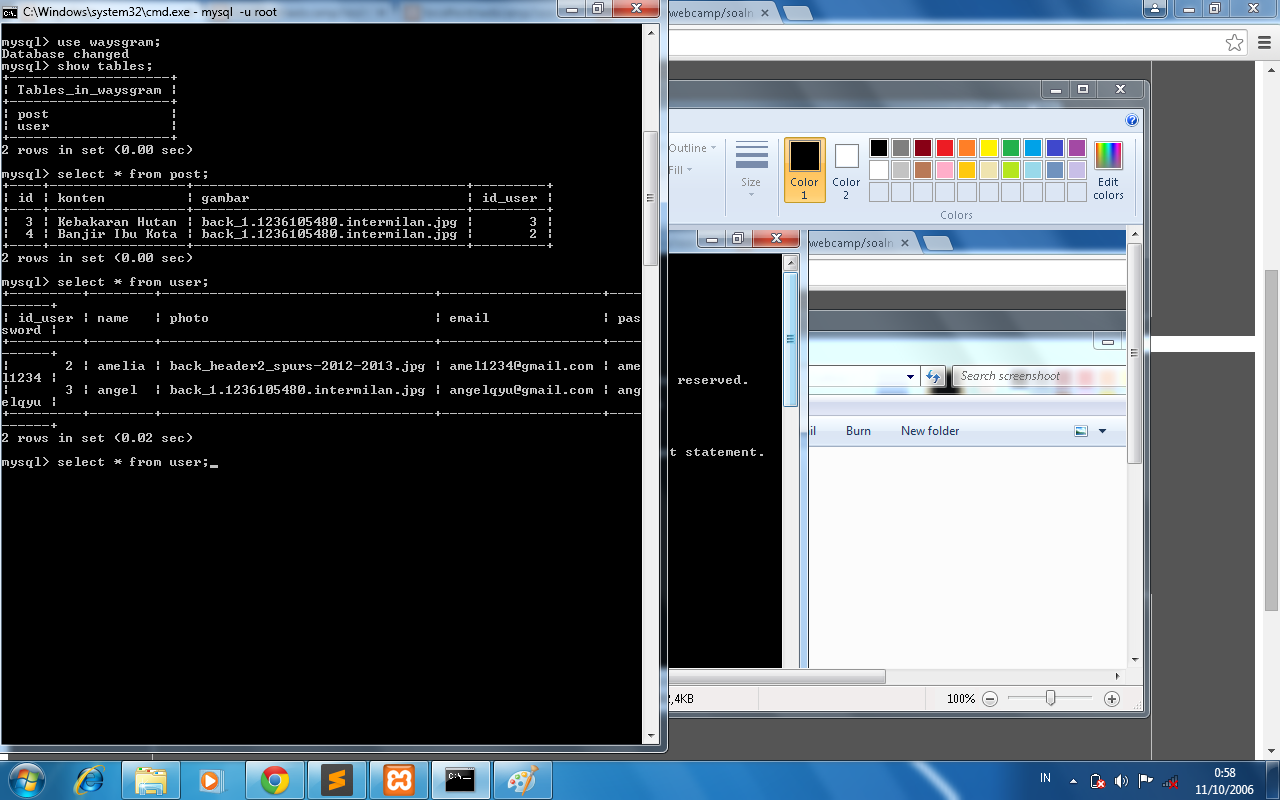 C:\Windows\system32\cmd.exe - mysql -u root
mysql> use waysgram;
Database changed
mysql> show tables;
+--------------------+
| Tables_in_waysgram |
+--------------------+
| post               |
| user               |
+--------------------+
2 rows in set (0.00 sec)
mysql> select * from post;
+----+-----------------+----------------------------------+---------+
| id | konten          | gambar                           | id_user |
+----+-----------------+----------------------------------+---------+
|  3 | Kebakaran Hutan | back_1.1236105480.intermilan.jpg |       3 |
|  4 | Banjir Ibu Kota | back_1.1236105480.intermilan.jpg |       2 |
+----+-----------------+----------------------------------+---------+
2 rows in set (0.00 sec)
mysql> select * from user;
+---------+--------+----------------------------------+--------------------+----
------+
| id_user | name   | photo                            | email              | pas
sword |
+---------+--------+----------------------------------+--------------------+----
------+
|       2 | amelia | back_header2_spurs-2012-2013.jpg | amel1234@gmail.com | ame
l1234 |
|       3 | angel  | back_1.1236105480.intermilan.jpg | angelqyu@gmail.com | ang
elqyu |
+---------+--------+----------------------------------+--------------------+----
------+
2 rows in set (0.02 sec)
mysql> select * from user;_
webcamp/soaln
Outline
Fill
Size
Color 1
Color 2
Edit colors
Colors
webcamp/soaln
reserved.
Search screenshoot
il Burn New folder
t statement.
,4KB
100%
C:\_
IN
0:58
11/10/2006